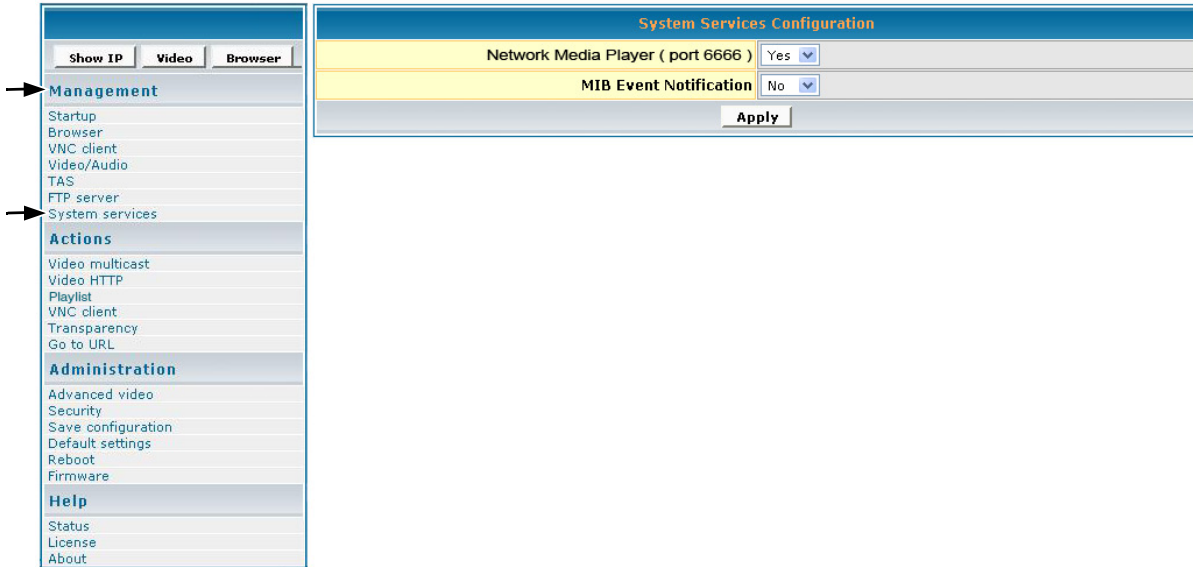 Show IP Video Browser
Management
Startup
Browser
VNC client
Video/Audio
TAS
FTP server
System services
Actions
Video multicast
Video HTTP
Playlist
VNC client
Transparency
Go to URL
Administration
Advanced video
Security
Save configuration
Default settings
Reboot
Firmware
Help
Status
License
About
System Services Configuration
Network Media Player ( port 6666 ) Yes
MIB Event Notification No
Apply